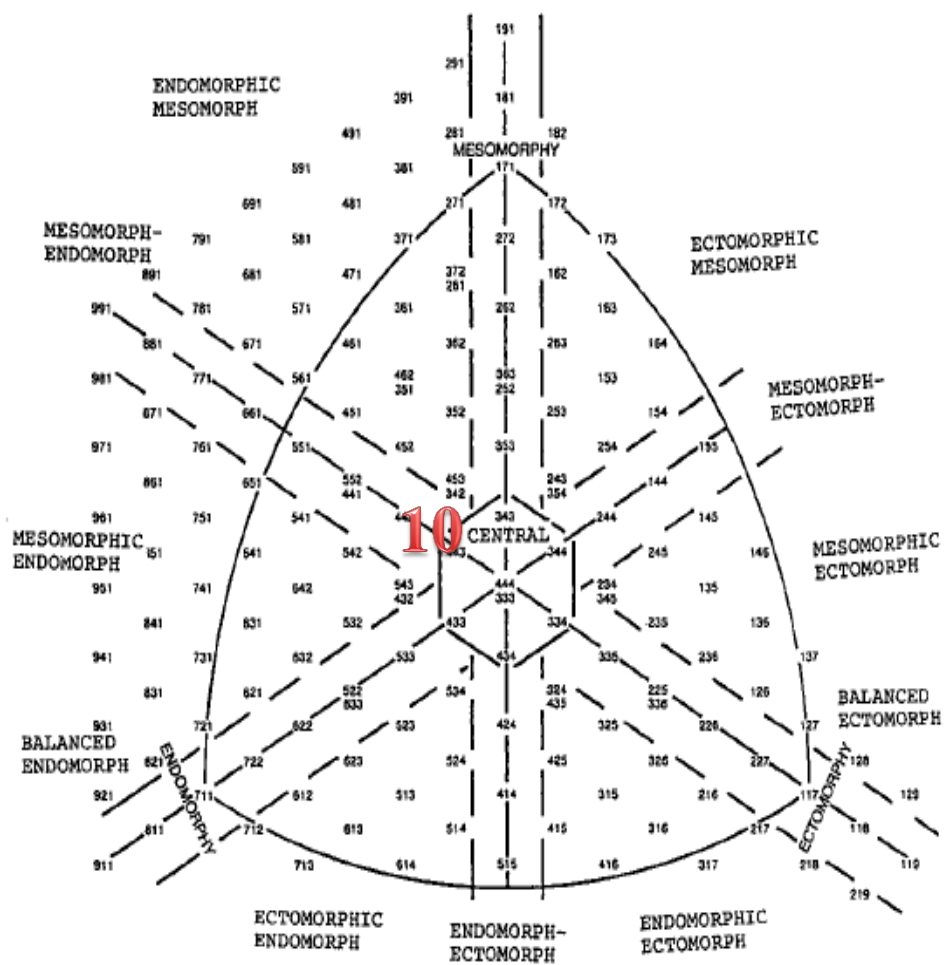 191
291
ENDOMORPHIC
MESOMORPH
391 181
491 281 182
MESOMORPHY
591 381 171
691 481 271 172
MESOMORPH-
ENDOMORPH
791 581 371 272 173
ECTOMORPHIC
MESOMORPH
891 681 471 372 162
261
991 781 571 361 262 163
881 671 461 362 263 164
981 771 561 462 363 153
351 252
MESOMORPH-
ECTOMORPH
871 661 451 352 253 154
971 761 551 452 353 254 155
861 651 552 453 243 144
441 342 354
961 751 541 343 244 145
10
CENTRAL
MESOMORPHIC
ENDOMORPH
MESOMORPHIC
ECTOMORPH
851 641 542 344 245 146
951 741 642 543 444 234 135
432 333 345
841 631 532 433 334 235 136
941 731 632 533 434 335 236 137
831 621 522 534 324 225 126
633 435 336
BALANCED
ECTOMORPH
931 721 622 523 424 325 226 127
BALANCED
ENDOMORPH
821 722 623 524 425 326 227 128
ENDOMORPHY
ECTOMORPHY
921 711 612 513 414 315 216 117 129
811 712 613 514 415 316 217 118
911 713 614 515 416 317 218 119
219
ECTOMORPHIC
ENDOMORPH
ENDOMORPH-
ECTOMORPH
ENDOMORPHIC
ECTOMORPH